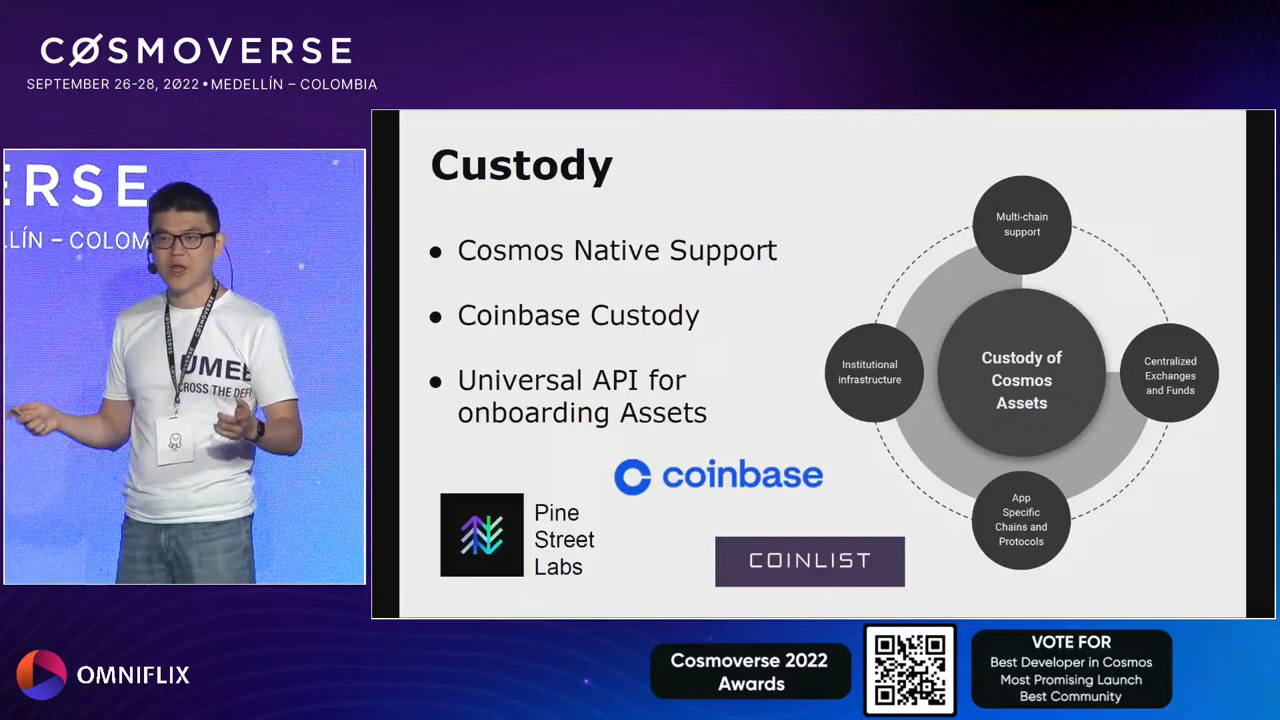 CØSMOVERSE
SEPTEMBER 26-28, 2Ø22 • MEDELLÍN – COLOMBIA
ERSE
LLÍN – COLOM
UMEE
CROSS THE DEFI
Custody
• Cosmos Native Support
• Coinbase Custody
• Universal API for
onboarding Assets
coinbase
Pine
Street
Labs
COINLIST
Multi-chain
support
Institutional
infrastructure
Custody of
Cosmos
Assets
Centralized
Exchanges
and Funds
App
Specific
Chains and
Protocols
OMNIFLIX
Cosmoverse 2022
Awards
VOTE FOR
Best Developer in Cosmos
Most Promising Launch
Best Community